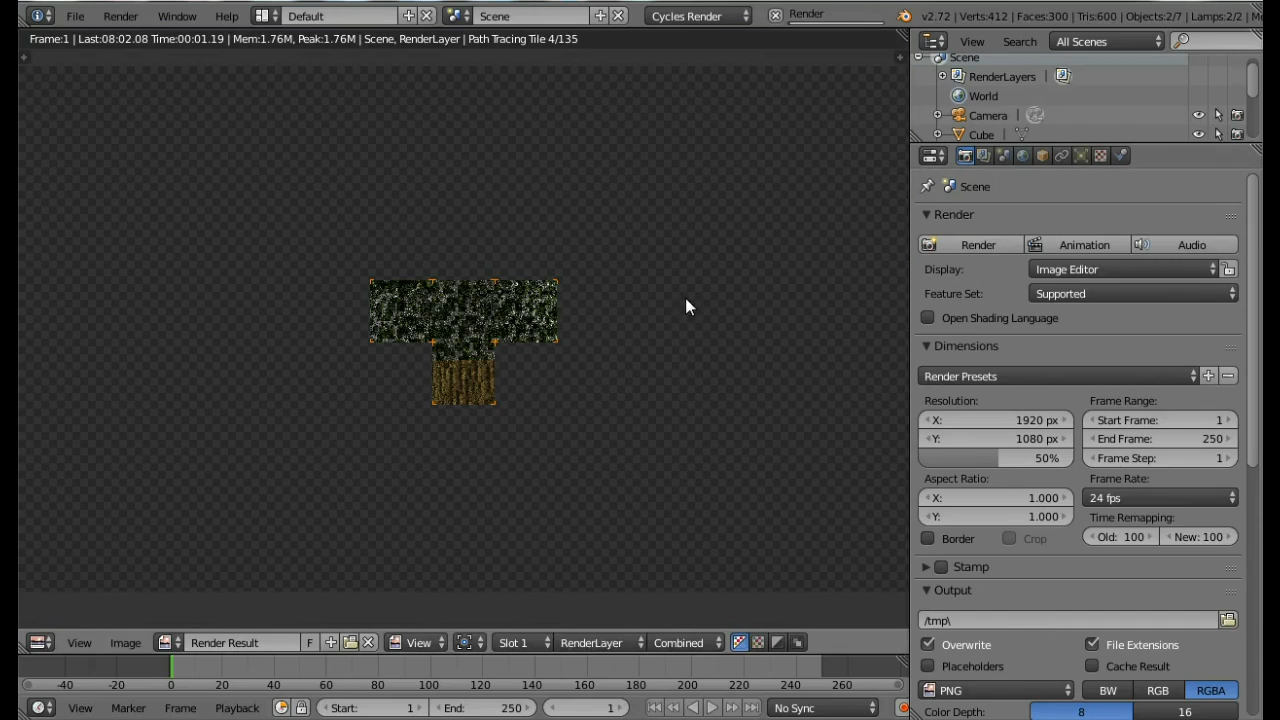 File Render Window Help Default Scene Cycles Render Render v2.72 | Verts:412 | Faces:300 | Tris:600 | Objects:2/7 | Lamps:2/2 |
Frame:1 | Last:08:02.08 Time:00:01.19 | Mem:1.76M, Peak:1.76M | Scene, RenderLayer | Path Tracing Tile 4/135
View Search All Scenes
Scene
RenderLayers |
World
Camera |
Cube |
Scene
Render
Render Animation Audio
Display: Image Editor
Feature Set: Supported
Open Shading Language
Dimensions
Render Presets
Resolution: Frame Range:
X: 1920 px Start Frame: 1
Y: 1080 px End Frame: 250
50% Frame Step: 1
Aspect Ratio: Frame Rate:
X: 1.000 24 fps
Y: 1.000 Time Remapping:
Border Crop Old: 100 New: 100
Stamp
Output
/tmp\
Overwrite File Extensions
Placeholders Cache Result
PNG BW RGB RGBA
Color Depth: 8 16
View Image Render Result F View Slot 1 RenderLayer Combined
-40 -20 0 20 40 60 80 100 120 140 160 180 200 220 240 260
View Marker Frame Playback Start: 1 End: 250 1 No Sync